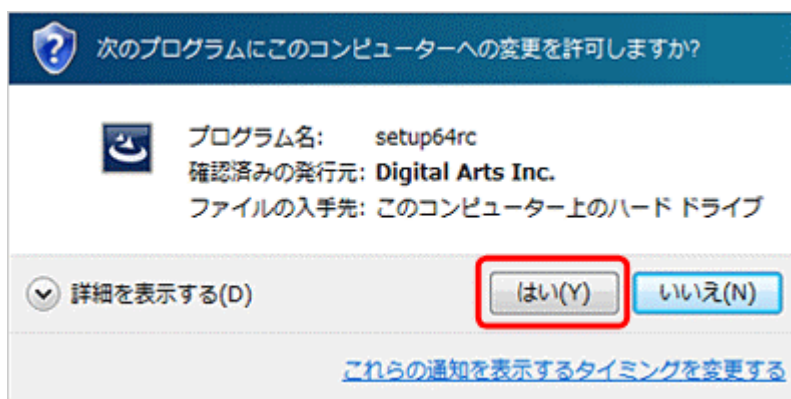 次のプログラムにこのコンピューターへの変更を許可しますか?
プログラム名: setup64rc
確認済みの発行元: Digital Arts Inc.
ファイルの入手先: このコンピューター上のハード ドライブ
詳細を表示する(D) はい(Y) いいえ(N)
これらの通知を表示するタイミングを変更する